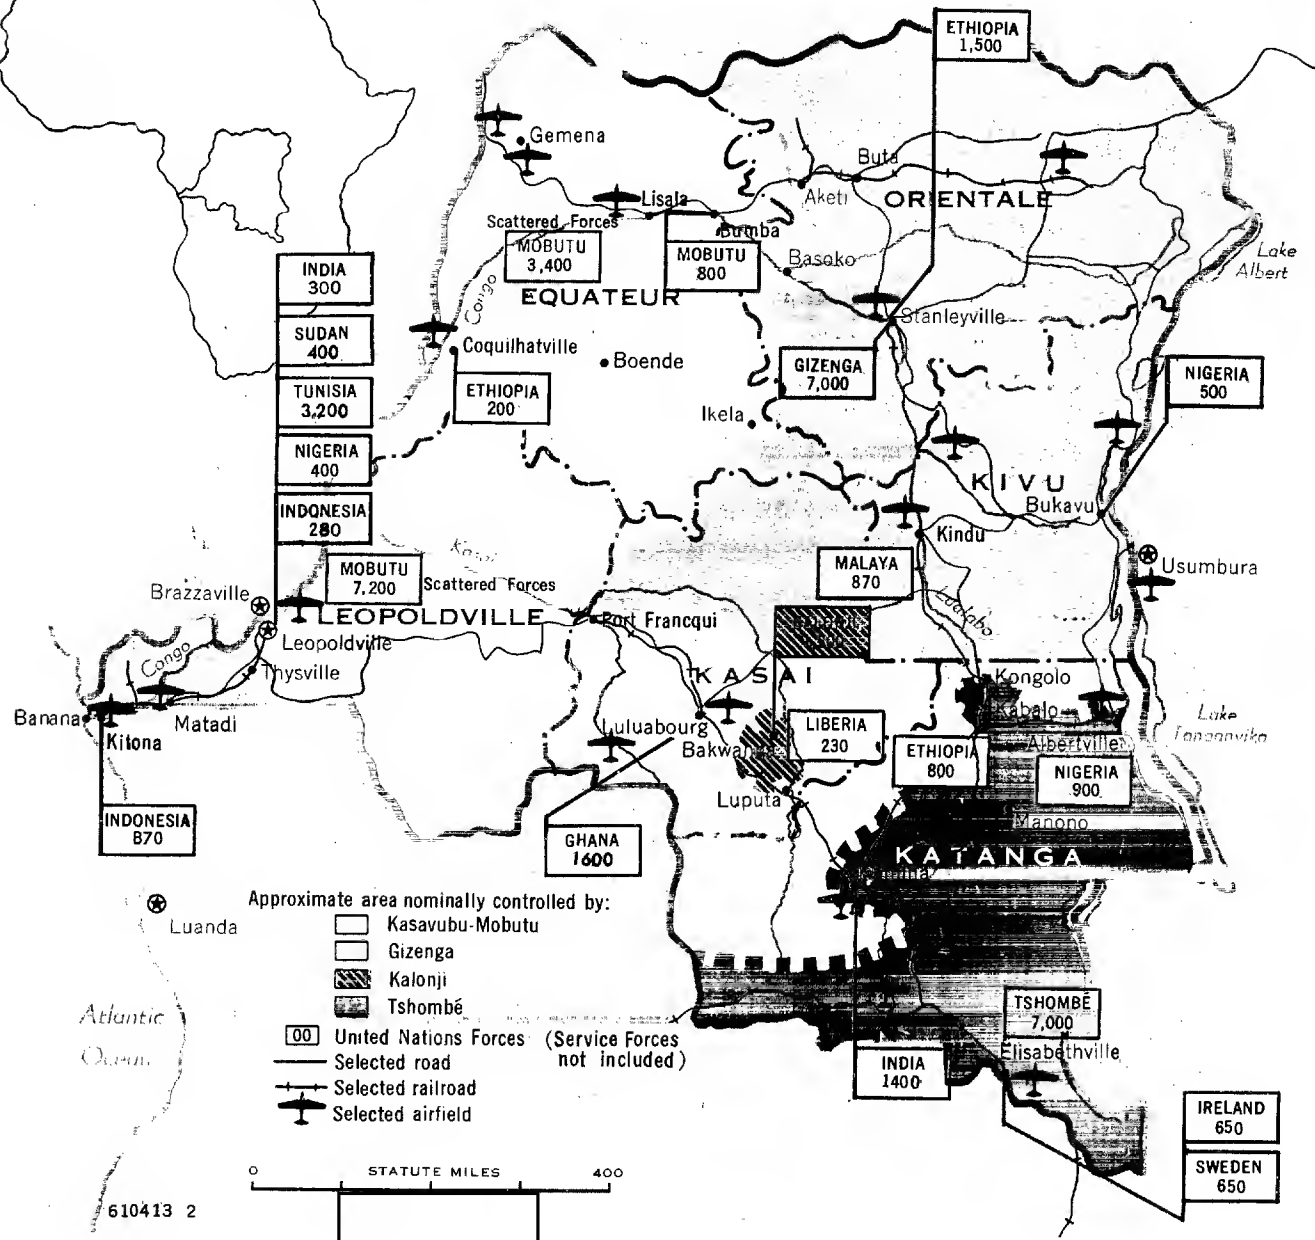 ETHIOPIA
1,500
Gemena
Buta
Aketi
ORIENTALE
Lisala
Bumba
Scattered Forces
MOBUTU
3,400
MOBUTU
800
Basoko
Lake
Albert
INDIA
300
EQUATEUR
Congo
Stanleyville
SUDAN
400
Coquilhatville
Boende
GIZENGA
7,000
NIGERIA
500
TUNISIA
3,200
ETHIOPIA
200
Ikela
NIGERIA
400
KIVU
Bukavu
INDONESIA
280
Kindu
Kasai
MOBUTU
7,200
Scattered Forces
MALAYA
870
Usumbura
Brazzaville
LEOPOLDVILLE
Port Francqui
Lualaba
Leopoldville
Congo
Thysville
KASAI
Kongolo
Banana
Matadi
Kabalo
Lake
Tanganyika
Kitona
Luluabourg
LIBERIA
230
Albertville
ETHIOPIA
800
NIGERIA
900
Luputa
INDONESIA
870
Manono
GHANA
1600
KATANGA
Luanda
Approximate area nominally controlled by:
Kasavubu-Mobutu
Gizenga
Kalonji
Tshombé
00 United Nations Forces (Service Forces
not included)
Selected road
Selected railroad
Selected airfield
Atlantic
Ocean
TSHOMBÉ
7,000
Elisabethville
INDIA
1400
IRELAND
650
SWEDEN
650
0 STATUTE MILES 400
610413 2